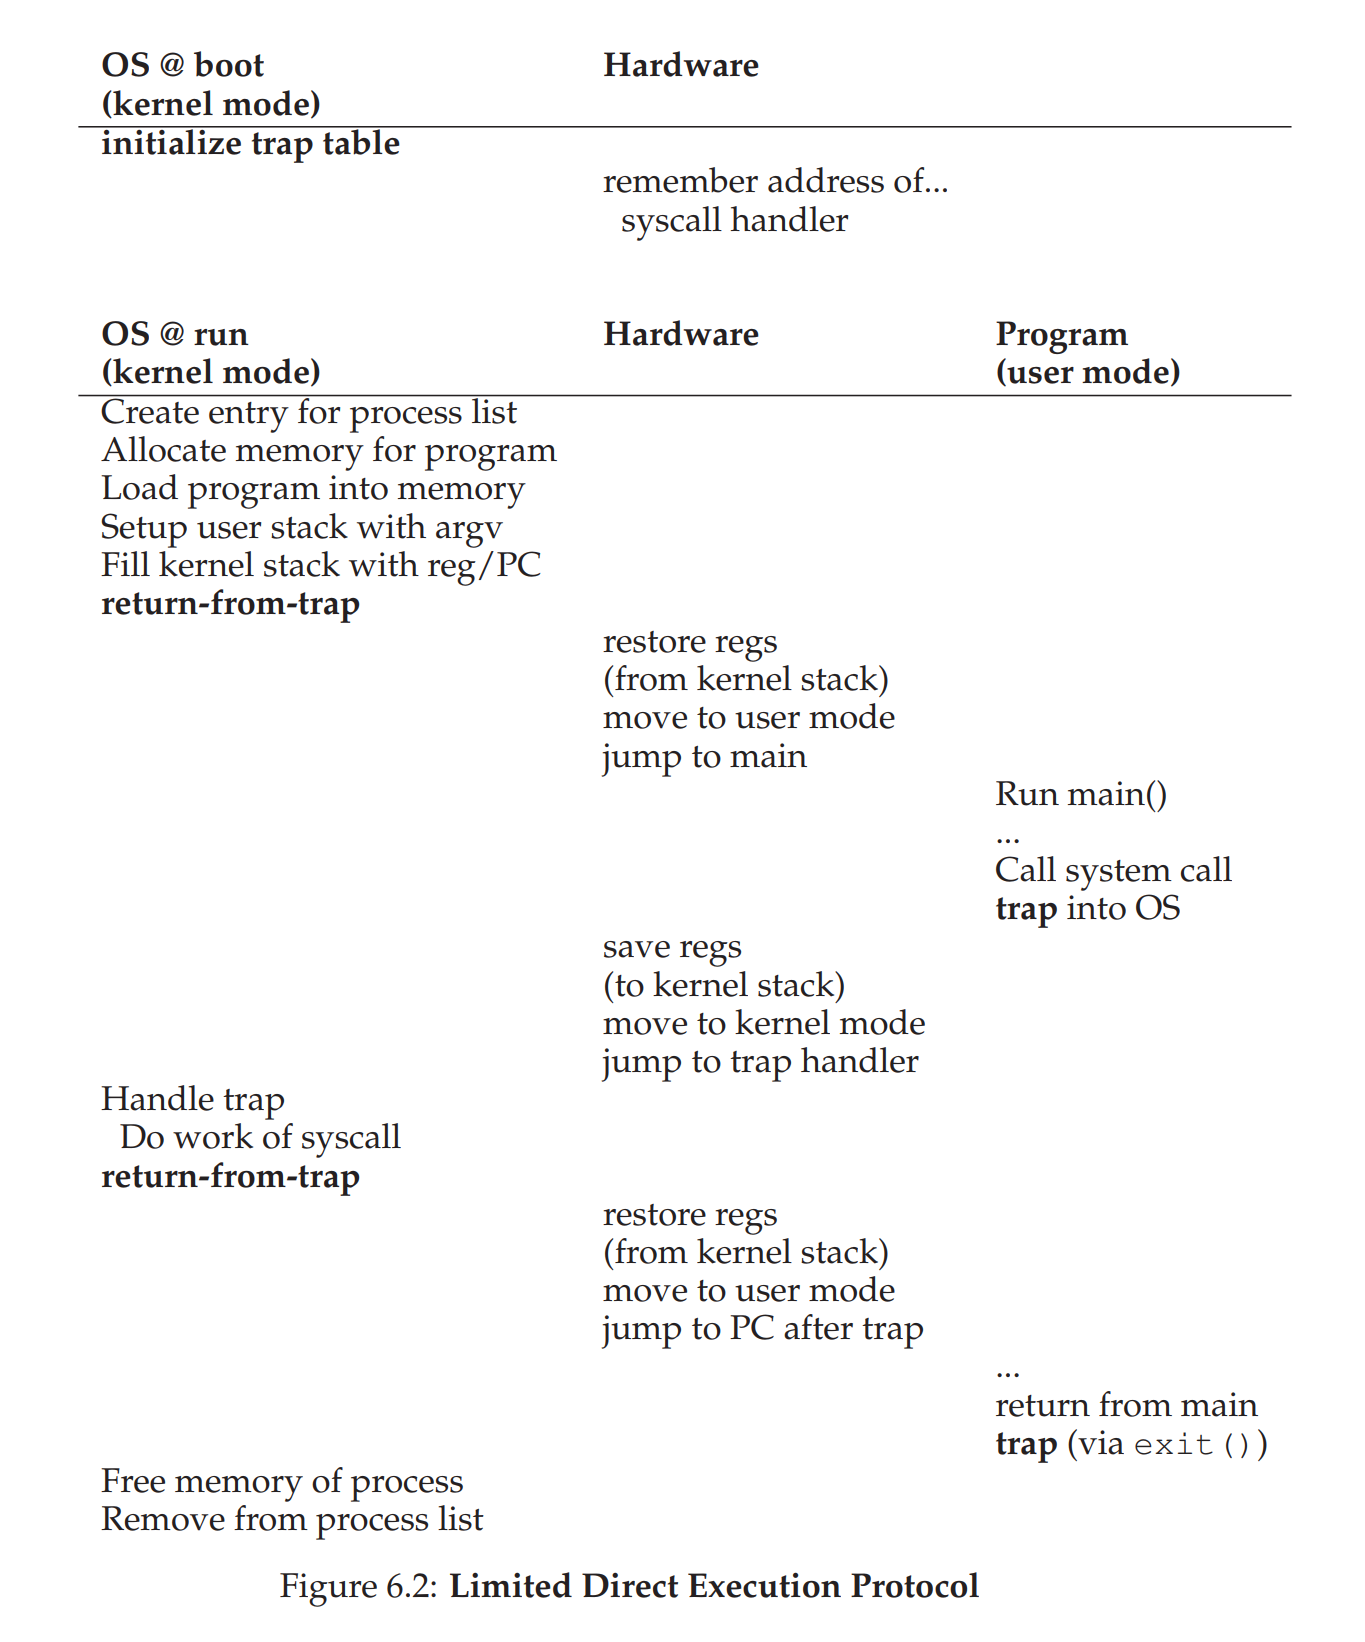 OS @ boot Hardware
(kernel mode)
initialize trap table
remember address of...
syscall handler
OS @ run Hardware Program
(kernel mode) (user mode)
Create entry for process list
Allocate memory for program
Load program into memory
Setup user stack with argv
Fill kernel stack with reg/PC
return-from-trap
restore regs
(from kernel stack)
move to user mode
jump to main
Run main()
...
Call system call
trap into OS
save regs
(to kernel stack)
move to kernel mode
jump to trap handler
Handle trap
Do work of syscall
return-from-trap
restore regs
(from kernel stack)
move to user mode
jump to PC after trap
...
return from main
trap (via exit())
Free memory of process
Remove from process list
Figure 6.2: Limited Direct Execution Protocol